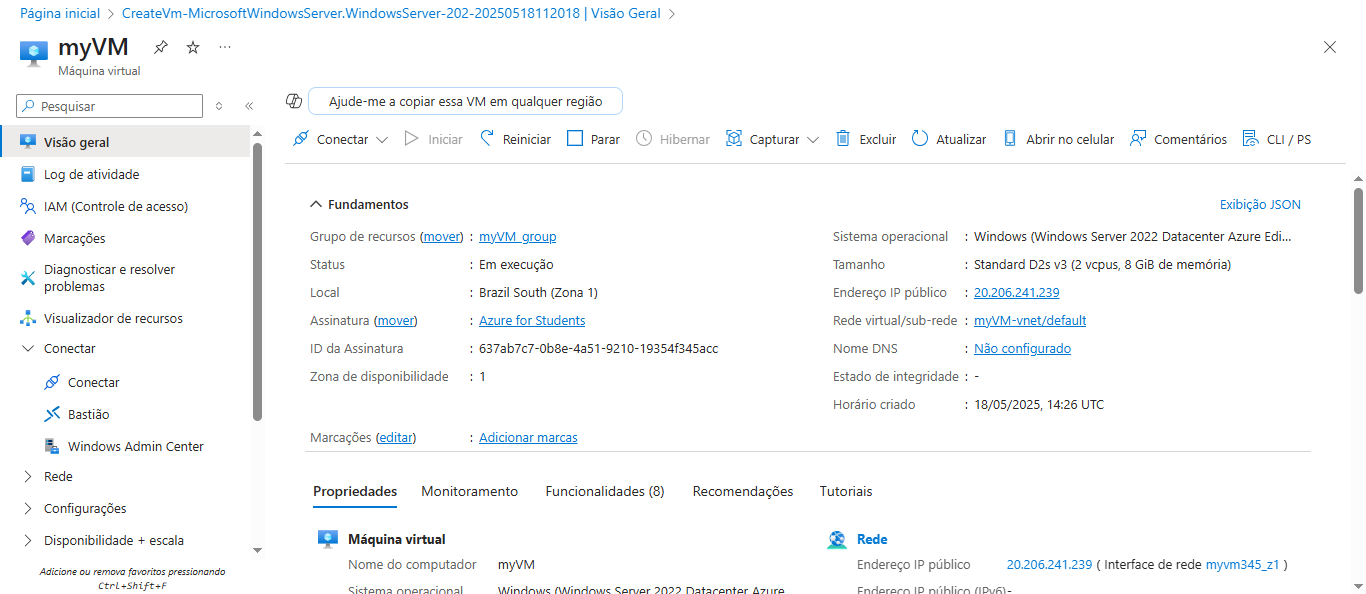 Página inicial > CreateVm-MicrosoftWindowsServer.WindowsServer-202-20250518112018 | Visão Geral >
myVM
Máquina virtual
Pesquisar
Visão geral
Log de atividade
IAM (Controle de acesso)
Marcações
Diagnosticar e resolver
problemas
Visualizador de recursos
Conectar
Conectar
Bastião
Windows Admin Center
Rede
Configurações
Disponibilidade + escala
Adicione ou remova favoritos pressionando
Ctrl+Shift+F
Ajude-me a copiar essa VM em qualquer região
Conectar Iniciar Reiniciar Parar Hibernar Capturar Excluir Atualizar Abrir no celular Comentários CLI / PS
Fundamentos Exibição JSON
Grupo de recursos (mover) : myVM_group
Status : Em execução
Local : Brazil South (Zona 1)
Assinatura (mover) : Azure for Students
ID da Assinatura : 637ab7c7-0b8e-4a51-9210-19354f345acc
Zona de disponibilidade : 1
Sistema operacional : Windows (Windows Server 2022 Datacenter Azure Edi...
Tamanho : Standard D2s v3 (2 vcpus, 8 GiB de memória)
Endereço IP público : 20.206.241.239
Rede virtual/sub-rede : myVM-vnet/default
Nome DNS : Não configurado
Estado de integridade : -
Horário criado : 18/05/2025, 14:26 UTC
Marcações (editar) : Adicionar marcas
Propriedades Monitoramento Funcionalidades (8) Recomendações Tutoriais
Máquina virtual
Nome do computador myVM
Sistema operacional Windows (Windows Server 2022 Datacenter Azure
Rede
Endereço IP público 20.206.241.239 ( Interface de rede myvm345_z1 )
Endereço IP público (IPv6) -